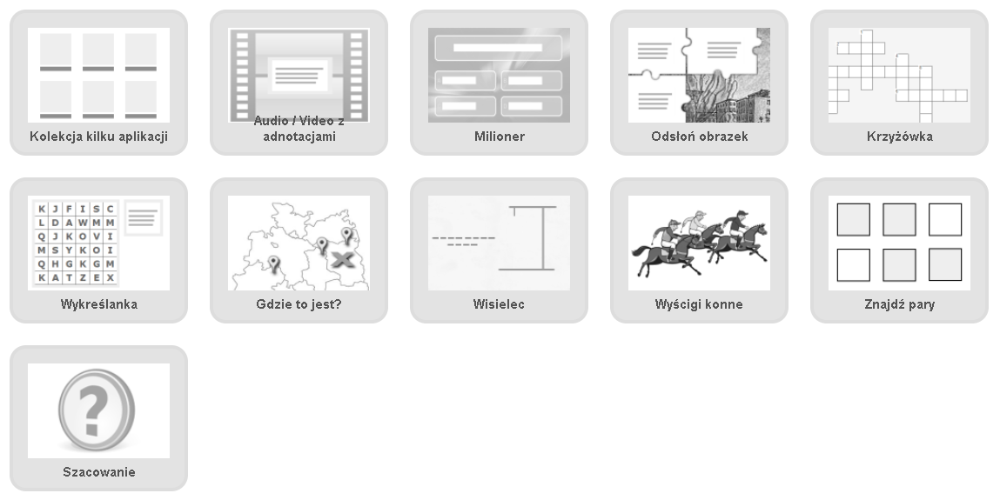 Kolekcja kilku aplikacji
Audio / Video z
adnotacjami
Milioner
Odsłoń obrazek
Krzyżówka
K J F I S C
L D A W M M
Q J K O V I
M S Y K O I
Q H G K G M
K A T Z E X
Wykreślanka
Gdzie to jest?
Wisielec
Wyścigi konne
Znajdź pary
?
Szacowanie